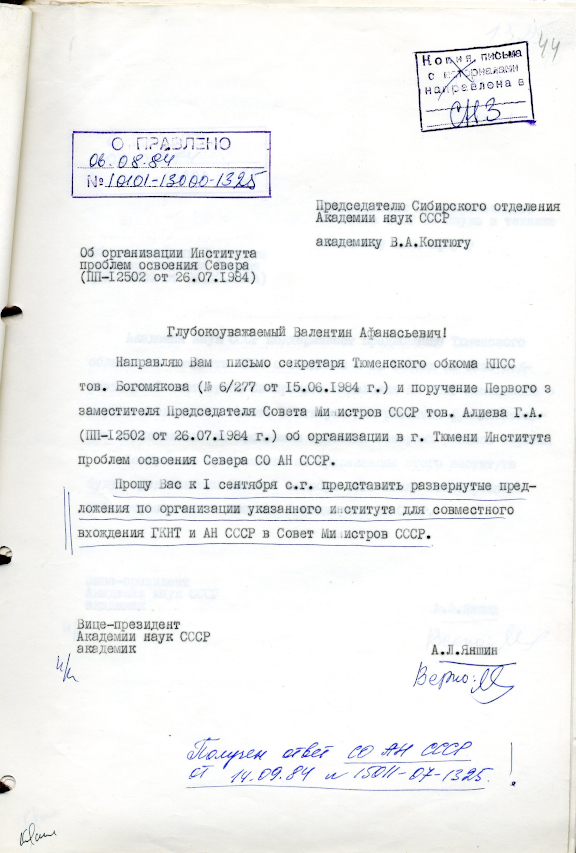 44
Копия письма
с материалами
направлена в
СНЗ
ОТПРАВЛЕНО
06.08.84
№ 10101-13000-1325
Председателю Сибирского отделения
Академии наук СССР
академику В.А.Коптюгу
Об организации Института
проблем освоения Севера
(ПП-12502 от 26.07.1984)
Глубокоуважаемый Валентин Афанасьевич!
Направляю Вам письмо секретаря Тюменского обкома КПСС
тов. Богомякова (№ 6/277 от 15.06.1984 г.) и поручение Первого з
заместителя Председателя Совета Министров СССР тов. Алиева Г.А.
(ПП-12502 от 26.07.1984 г.) об организации в г. Тюмени Института
проблем освоения Севера СО АН СССР.
Прошу Вас к I сентября с.г. представить развернутые пред-
ложения по организации указанного института для совместного
вхождения ГКНТ и АН СССР в Совет Министров СССР.
Вице-президент
Академии наук СССР
академик
А.Л.Яншин
Верно:
Получен ответ СО АН СССР
от 14.09.84 № 15011-07-1325.